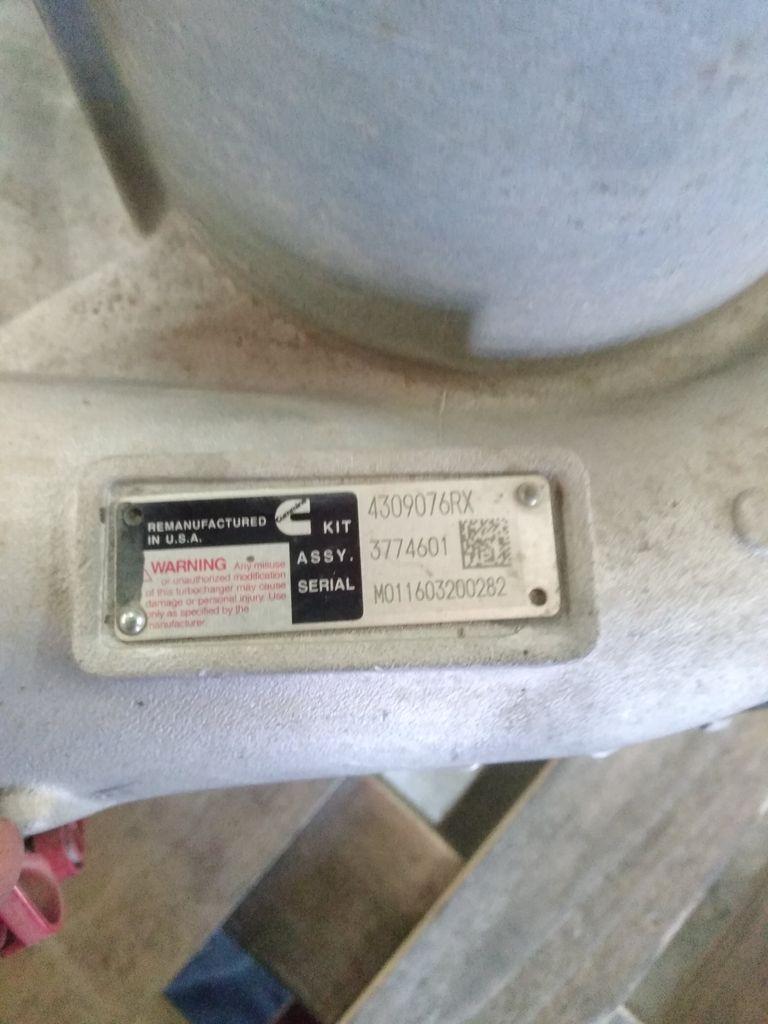 REMANUFACTURED
IN U.S.A.
Cummins
KIT 4309076RX
ASSY. 3774601
SERIAL M011603200282
WARNING Any misuse
or unauthorized modification
of this turbocharger may cause
damage or personal injury. Use
only as specified by the
manufacturer.